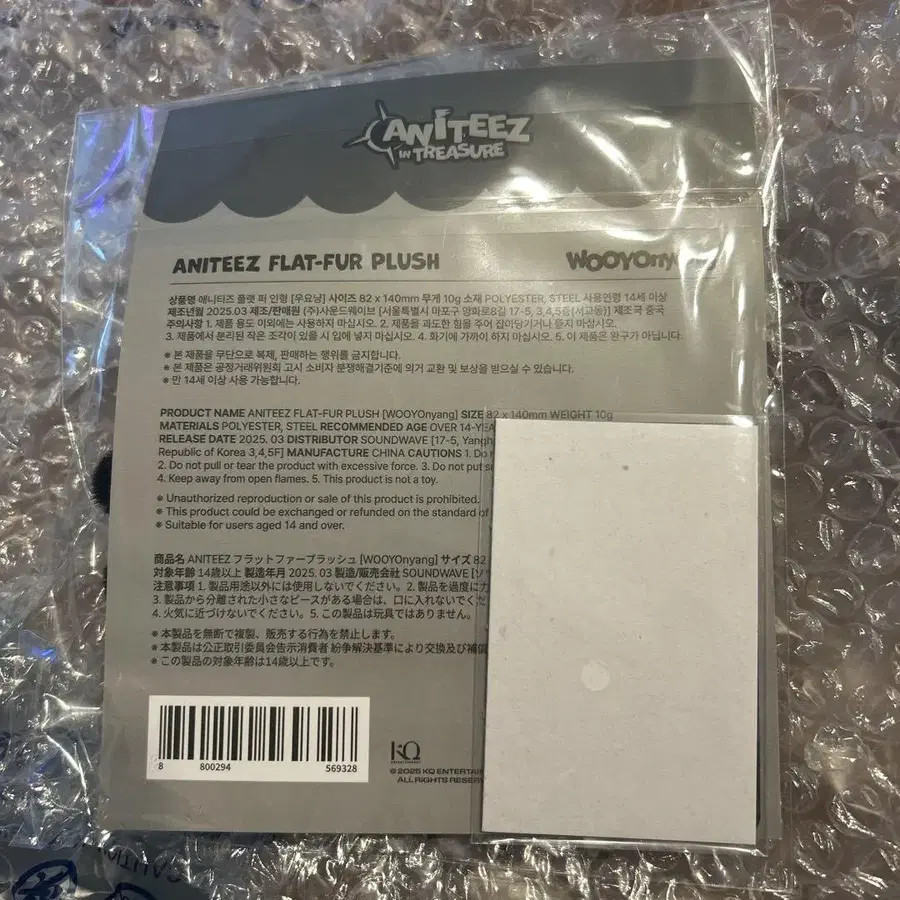 ANITEEZ
IN TREASURE
ANITEEZ FLAT-FUR PLUSH
WOOYOny
상품명 애니티즈 플랫 퍼 인형 [우요냥] 사이즈 82 x 140mm 무게 10g 소재 POLYESTER, STEEL 사용연령 14세 이상
제조년월 2025.03 제조/판매원 (주)사운드웨이브 [서울특별시 마포구 양화로8길 17-5, 3,4,5층(서교동)] 제조국 중국
주의사항 1. 제품 용도 이외에는 사용하지 마십시오. 2. 제품을 과도한 힘을 주어 잡아당기거나 뜯지 마십시오.
3. 제품에서 분리된 작은 조각이 있을 시 입에 넣지 마십시오. 4. 화기에 가까이 하지 마십시오. 5. 이 제품은 완구가 아닙니다.
※ 본 제품을 무단으로 복제, 판매하는 행위를 금지합니다.
※ 본 제품은 공정거래위원회 고시 소비자 분쟁해결기준에 의거 교환 및 보상을 받으실 수 있습니다.
※ 만 14세 이상 사용 가능합니다.
PRODUCT NAME ANITEEZ FLAT-FUR PLUSH [WOOYOnyang] SIZE 82 x 140mm WEIGHT 10g
MATERIALS POLYESTER, STEEL RECOMMENDED AGE OVER 14-YE
RELEASE DATE 2025. 03 DISTRIBUTOR SOUNDWAVE [17-5, Yangh
Republic of Korea 3,4,5F] MANUFACTURE CHINA CAUTIONS 1. Do n
2. Do not pull or tear the product with excessive force. 3. Do not put s
4. Keep away from open flames. 5. This product is not a toy.
※ Unauthorized reproduction or sale of this product is prohibited.
※ This product could be exchanged or refunded on the standard of
※ Suitable for users aged 14 and over.
商品名 ANITEEZ フラットファープラッシュ [WOOYOnyang] サイズ 82
対象年齢 14歳以上 製造年月 2025. 03 製造/販売会社 SOUNDWAVE [ソ
注意事項 1. 製品用途以外には使用しないでください。2. 製品を過度に力
3. 製品から分離された小さなピースがある場合は、口に入れないでくだ
4. 火気に近づけないでください。5. この製品は玩具ではありません。
※ 本製品を無断で複製、販売する行為を禁止します。
※ 本製品は公正取引委員会告示消費者 紛争解決基準により交換及び補償
※ この製品の対象年齢は14歳以上です。
8 800294 569328
KQ
ENTERTAINMENT
© 2025 KQ ENTERTAI
ALL RIGHTS RESER
CAUTION